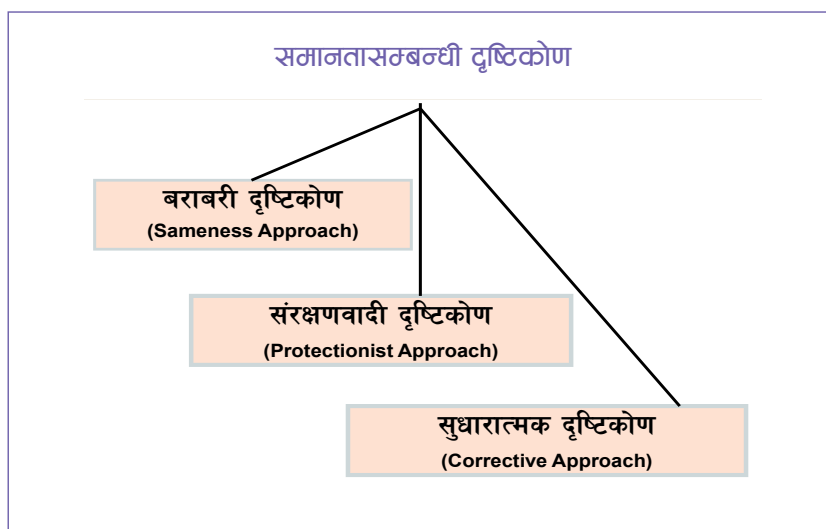 समानतासम्बन्धी दृष्टिकोण
बराबरी दृष्टिकोण
(Sameness Approach)
संरक्षणवादी दृष्टिकोण
(Protectionist Approach)
सुधारात्मक दृष्टिकोण
(Corrective Approach)